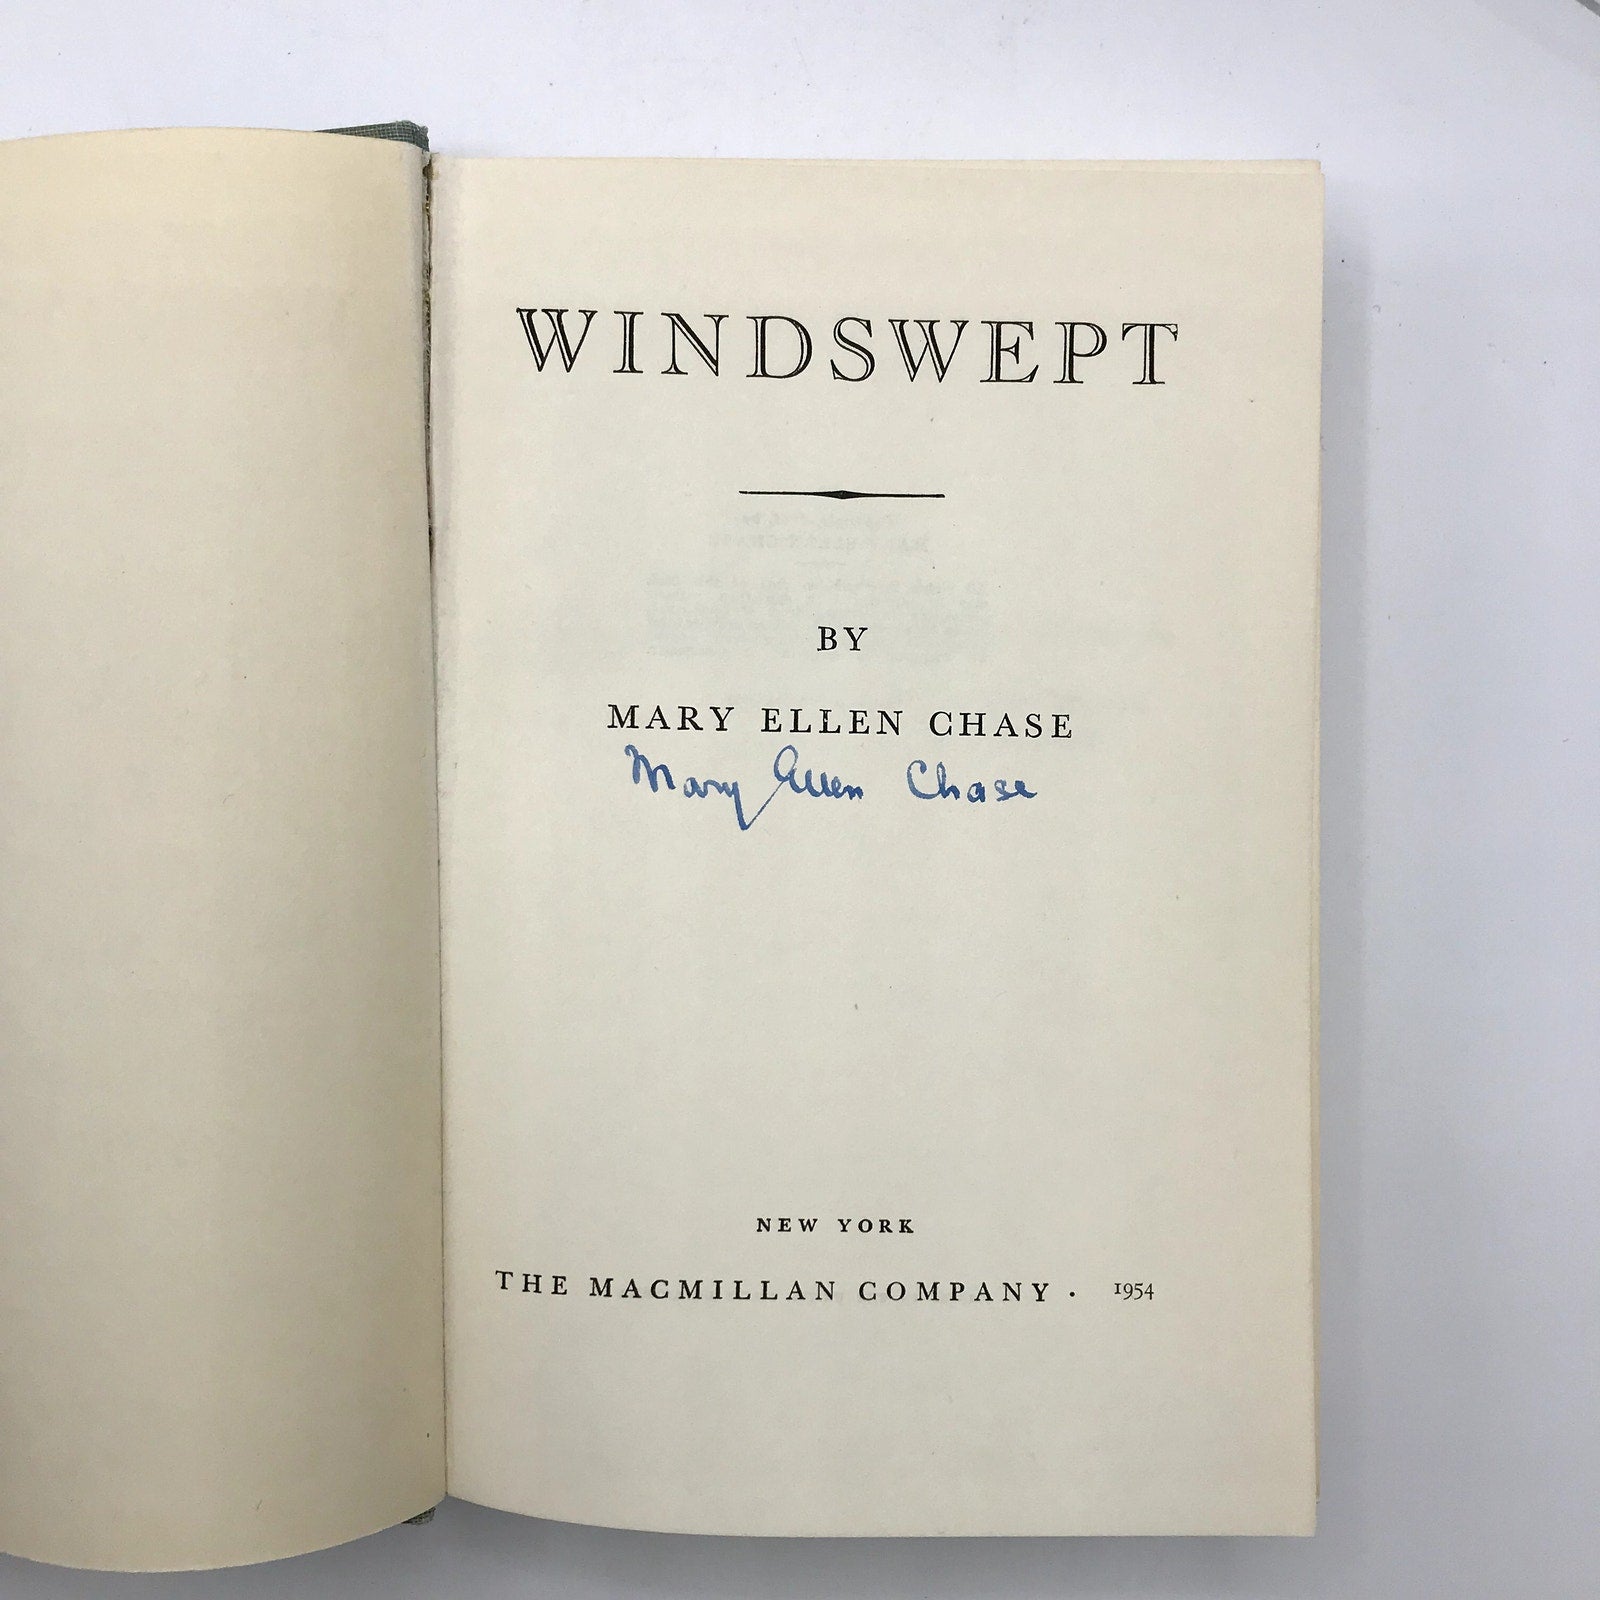 WINDSWEPT
BY
MARY ELLEN CHASE
Mary Ellen Chase
NEW YORK
THE MACMILLAN COMPANY · 1954